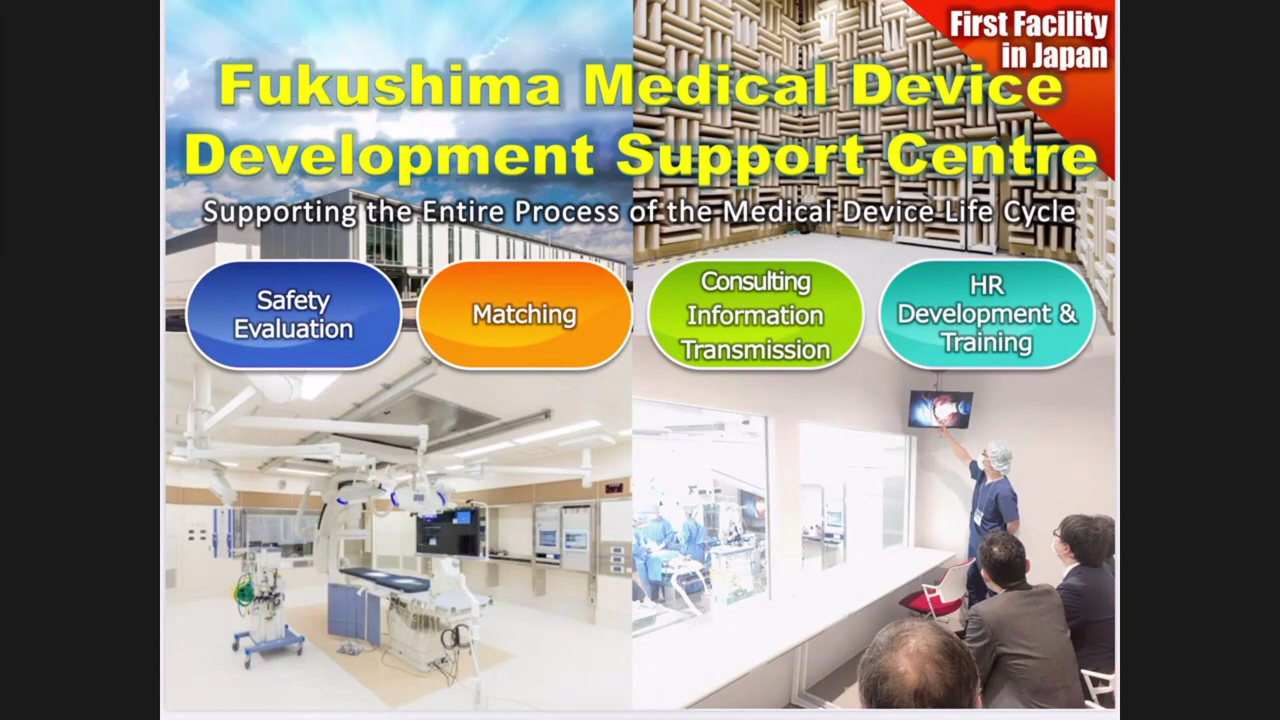 First Facility
in Japan
Fukushima Medical Device
Development Support Centre
Supporting the Entire Process of the Medical Device Life Cycle
Safety
Evaluation
Matching
Consulting
Information
Transmission
HR
Development &
Training